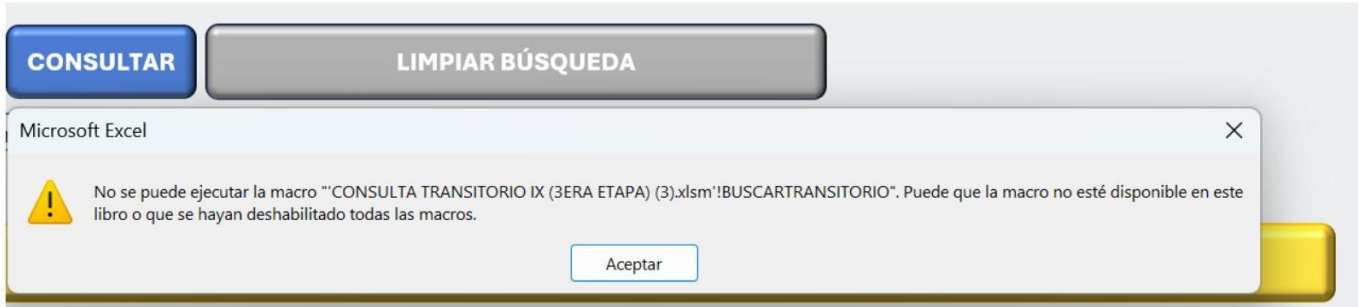 CONSULTAR
LIMPIAR BÚSQUEDA
Microsoft Excel
No se puede ejecutar la macro "'CONSULTA TRANSITORIO IX (3ERA ETAPA) (3).xlsm'!BUSCARTRANSITORIO". Puede que la macro no esté disponible en este
libro o que se hayan deshabilitado todas las macros.
Aceptar